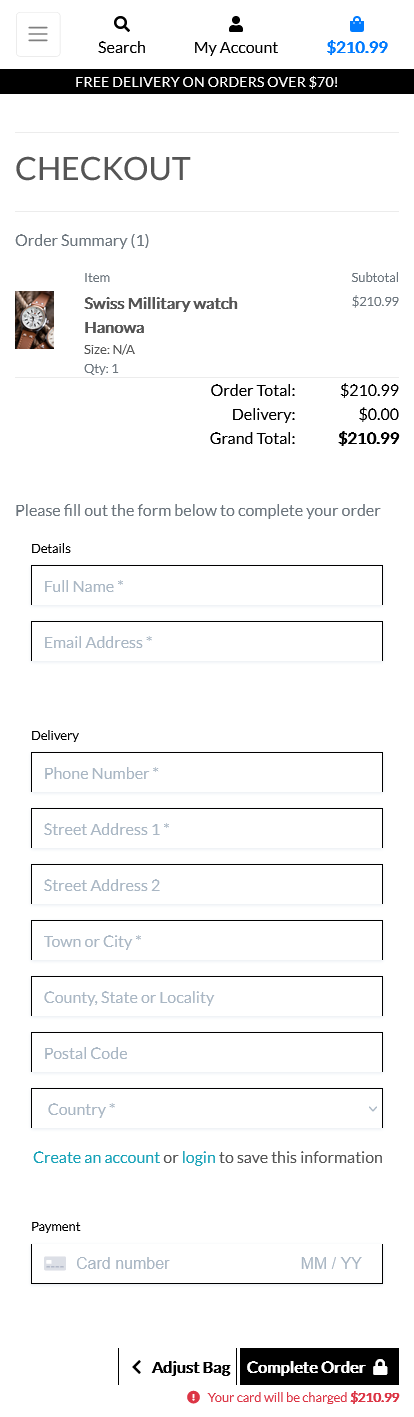 Search My Account $210.99
FREE DELIVERY ON ORDERS OVER $70!
CHECKOUT
Order Summary (1)
Item Subtotal
Swiss Millitary watch $210.99
Hanowa
Size: N/A
Qty: 1
Order Total: $210.99
Delivery: $0.00
Grand Total: $210.99
Please fill out the form below to complete your order
Details
Full Name *
Email Address *
Delivery
Phone Number *
Street Address 1 *
Street Address 2
Town or City *
County, State or Locality
Postal Code
Country *
Create an account or login to save this information
Payment
Card number MM / YY
Adjust Bag Complete Order
Your card will be charged $210.99